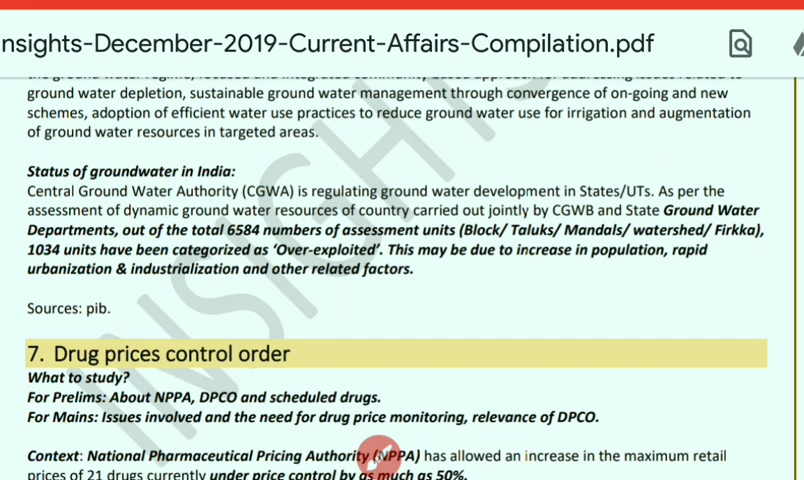 nsights-December-2019-Current-Affairs-Compilation.pdf
ground water depletion, sustainable ground water management through convergence of on-going and new
schemes, adoption of efficient water use practices to reduce ground water use for irrigation and augmentation
of ground water resources in targeted areas.
Status of groundwater in India:
Central Ground Water Authority (CGWA) is regulating ground water development in States/UTs. As per the
assessment of dynamic ground water resources of country carried out jointly by CGWB and State Ground Water
Departments, out of the total 6584 numbers of assessment units (Block/ Taluks/ Mandals/ watershed/ Firkka),
1034 units have been categorized as ‘Over-exploited’. This may be due to increase in population, rapid
urbanization & industrialization and other related factors.
Sources: pib.
7. Drug prices control order
What to study?
For Prelims: About NPPA, DPCO and scheduled drugs.
For Mains: Issues involved and the need for drug price monitoring, relevance of DPCO.
Context: National Pharmaceutical Pricing Authority (NPPA) has allowed an increase in the maximum retail
prices of 21 drugs currently under price control by as much as 50%.
INSIGHTS